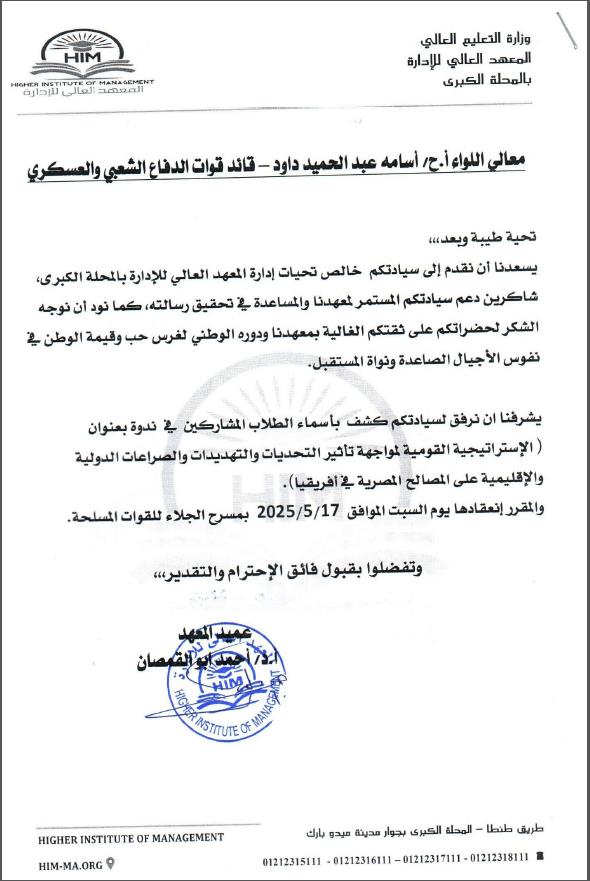 وزارة التعليم العالي
المعهد العالي للإدارة
بالمحلة الكبرى
HIM
HIGHER INSTITUTE OF MANAGEMENT
المعهد العالي للإدارة
معالي اللواء أ.ح/ أسامه عبد الحميد داود – قائد قوات الدفاع الشعبي والعسكري
تحية طيبة وبعد،،،
يسعدنا أن نقدم إلى سيادتكم خالص تحيات إدارة المعهد العالي للإدارة بالمحلة الكبرى،
شاكرين دعم سيادتكم المستمر لمعهدنا والمساعدة في تحقيق رسالته، كما نود أن نوجه
الشكر لحضراتكم على ثقتكم الغالية بمعهدنا ودوره الوطني لغرس حب وقيمة الوطن في
نفوس الأجيال الصاعدة ونواة المستقبل.
يشرفنا ان نرفق لسيادتكم كشف بأسماء الطلاب المشاركين في ندوة بعنوان
( الإستراتيجية القومية لمواجهة تأثير التحديات والتهديدات والصراعات الدولية
والإقليمية على المصالح المصرية في أفريقيا).
والمقرر إنعقادها يوم السبت الموافق 2025/5/17 بمسرح الجلاء للقوات المسلحة.
وتفضلوا بقبول فائق الإحترام والتقدير،،،
عميد المعهد
أ.د/ أحمد ابو القمصان
HIM
HIGHER INSTITUTE OF MANAGEMENT
طريق طنطا – المحلة الكبرى بجوار مدينة ميدو بارك
HIGHER INSTITUTE OF MANAGEMENT
01212315111 - 01212316111 – 01212317111 - 01212318111
HIM-MA.ORG